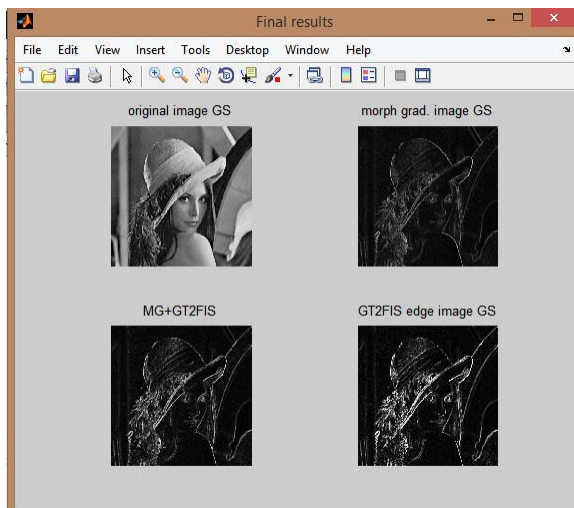 Final results
File Edit View Insert Tools Desktop Window Help
original image GS
morph grad. image GS
MG+GT2FIS
GT2FIS edge image GS